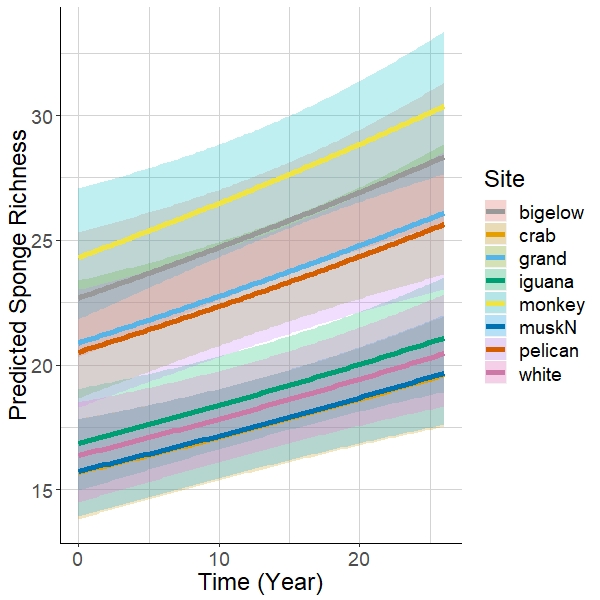 Predicted Sponge Richness
30
25
20
15
0
10
20
Time (Year)
Site
bigelow
crab
grand
iguana
monkey
muskN
pelican
white